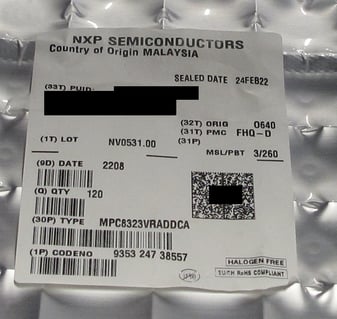 NXP SEMICONDUCTORS
Country of Origin MALAYSIA
SEALED DATE 24FEB22
(33T) PUID:
(32T) ORIG 0640
(31T) PMC FHQ-D
(1T) LOT NV0531.00 (31P)
MSL/PBT 3/260
(9D) DATE 2208
(Q) QTY 120
(30P) TYPE MPC8323VRADDCA
(1P) CODENO 9353 247 38557
HALOGEN FREE
RoHS COMPLIANT